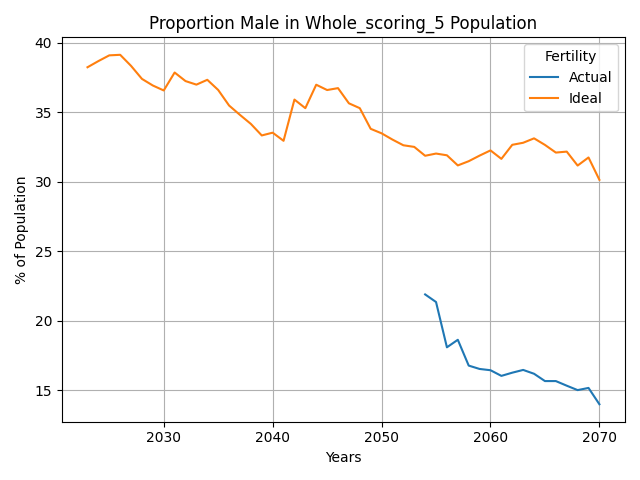 Proportion Male in Whole_scoring_5 Population
40
35
30
25
20
15
% of Population
Fertility
Actual
Ideal
2030
2040
2050
2060
2070
Years